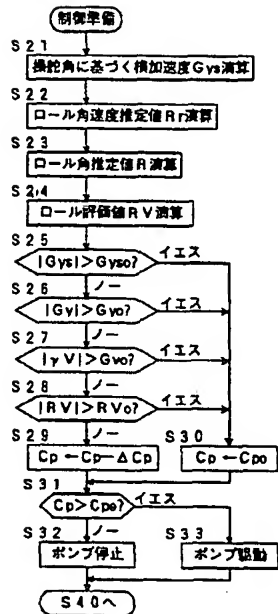 制御準備
S21
操舵角に基づく横加速度Gys演算
S22
ロール角速度推定値Rr演算
S23
ロール角推定値R演算
S24
ロール評価値RV演算
S25
|Gys|>Gyso?
イエス
ノー
S26
|Gy|>Gyo?
イエス
ノー
S27
|γV|>Gvo?
イエス
ノー
S28
|RV|>RVo?
イエス
ノー
S29
Cp ← Cp-ΔCp
S30
Cp ← Cpo
S31
Cp>Cpe?
イエス
ノー
S32
ポンプ停止
S33
ポンプ駆動
S40へ